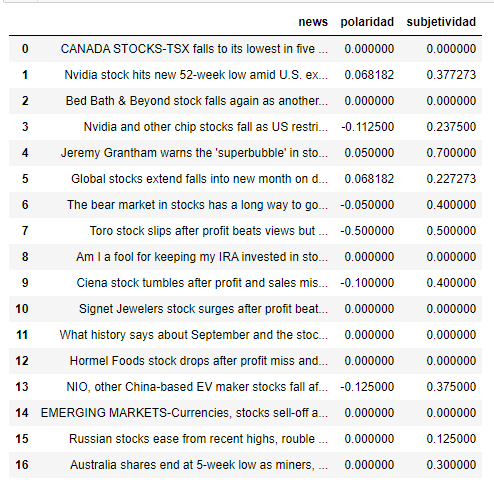 news polaridad subjetividad
0 CANADA STOCKS-TSX falls to its lowest in five ... 0.000000 0.000000
1 Nvidia stock hits new 52-week low amid U.S. ex... 0.068182 0.377273
2 Bed Bath & Beyond stock falls again as another... 0.000000 0.000000
3 Nvidia and other chip stocks fall as US restri... -0.112500 0.237500
4 Jeremy Grantham warns the 'superbubble' in sto... 0.050000 0.700000
5 Global stocks extend falls into new month on d... 0.068182 0.227273
6 The bear market in stocks has a long way to go... -0.050000 0.400000
7 Toro stock slips after profit beats views but ... -0.500000 0.500000
8 Am I a fool for keeping my IRA invested in sto... 0.000000 0.000000
9 Ciena stock tumbles after profit and sales mis... -0.100000 0.400000
10 Signet Jewelers stock surges after profit beat... 0.000000 0.000000
11 What history says about September and the stoc... 0.000000 0.000000
12 Hormel Foods stock drops after profit miss and... 0.000000 0.000000
13 NIO, other China-based EV maker stocks fall af... -0.125000 0.375000
14 EMERGING MARKETS-Currencies, stocks sell-off a... 0.000000 0.000000
15 Russian stocks ease from recent highs, rouble ... 0.000000 0.125000
16 Australia shares end at 5-week low as miners, ... 0.000000 0.300000